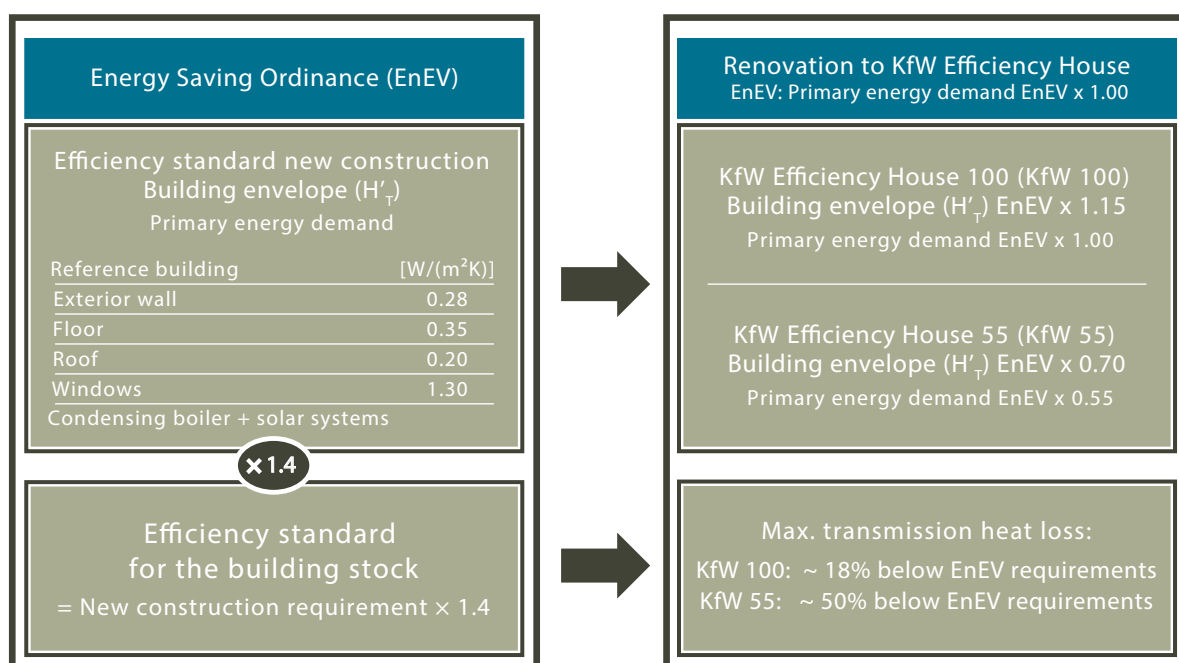 Energy Saving Ordinance (EnEV)
Efficiency standard new construction
Building envelope (H'T)
Primary energy demand
Reference building [W/(m²K)]
Exterior wall 0.28
Floor 0.35
Roof 0.20
Windows 1.30
Condensing boiler + solar systems
×1.4
Efficiency standard
for the building stock
= New construction requirement × 1.4
Renovation to KfW Efficiency House
EnEV: Primary energy demand EnEV x 1.00
KfW Efficiency House 100 (KfW 100)
Building envelope (H'T) EnEV x 1.15
Primary energy demand EnEV x 1.00
KfW Efficiency House 55 (KfW 55)
Building envelope (H'T) EnEV x 0.70
Primary energy demand EnEV x 0.55
Max. transmission heat loss:
KfW 100: ~ 18% below EnEV requirements
KfW 55: ~ 50% below EnEV requirements